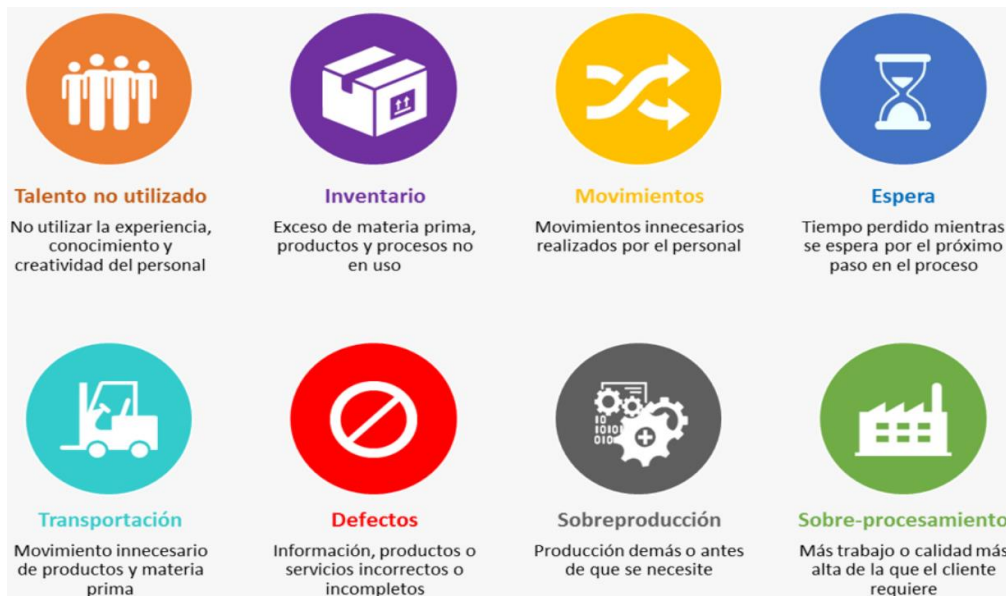 Talento no utilizado
No utilizar la experiencia,
conocimiento y
creatividad del personal
Inventario
Exceso de materia prima,
productos y procesos no
en uso
Movimientos
Movimientos innecesarios
realizados por el personal
Espera
Tiempo perdido mientras
se espera por el próximo
paso en el proceso
Transportación
Movimiento innecesario
de productos y materia
prima
Defectos
Información, productos o
servicios incorrectos o
incompletos
10
1010
010
Sobreproducción
Producción demás o antes
de que se necesite
Sobre-procesamiento
Más trabajo o calidad más
alta de la que el cliente
requiere